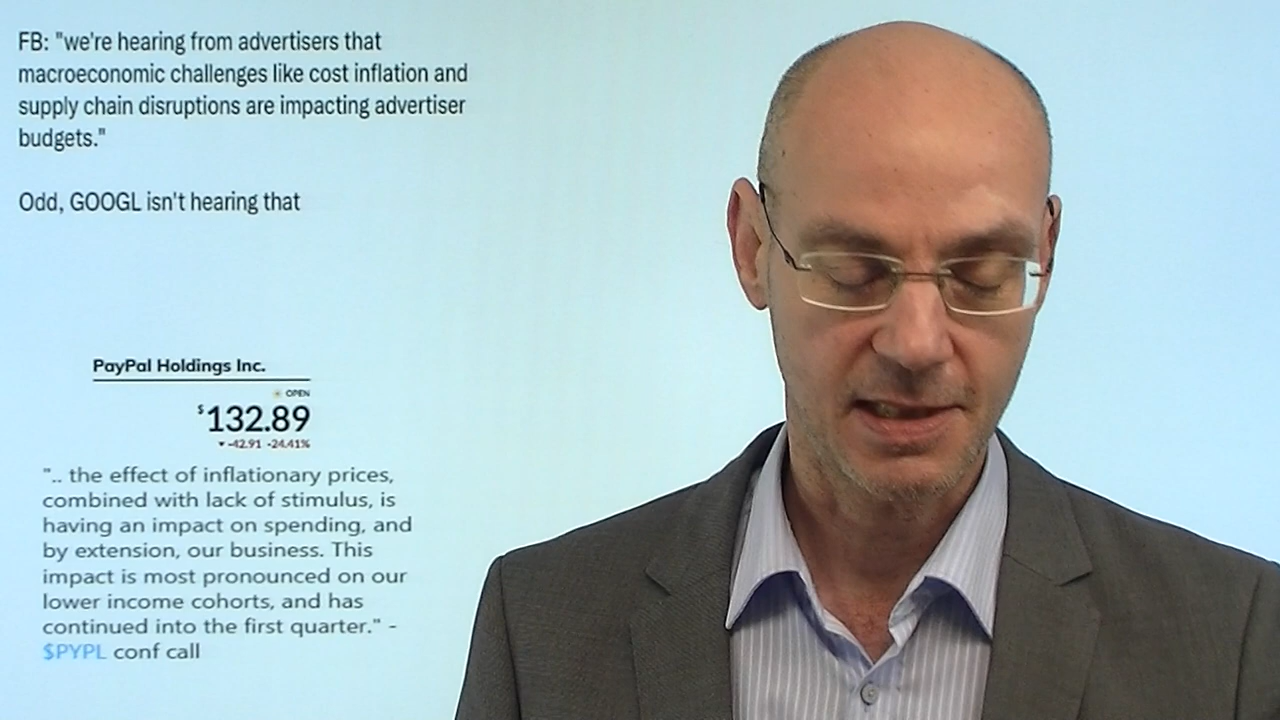 FB: "we're hearing from advertisers that
macroeconomic challenges like cost inflation and
supply chain disruptions are impacting advertiser
budgets."
Odd, GOOGL isn't hearing that
PayPal Holdings Inc.
OPEN
$132.89
▼ -42.91 -24.41%
".. the effect of inflationary prices,
combined with lack of stimulus, is
having an impact on spending, and
by extension, our business. This
impact is most pronounced on our
lower income cohorts, and has
continued into the first quarter." -
$PYPL conf call